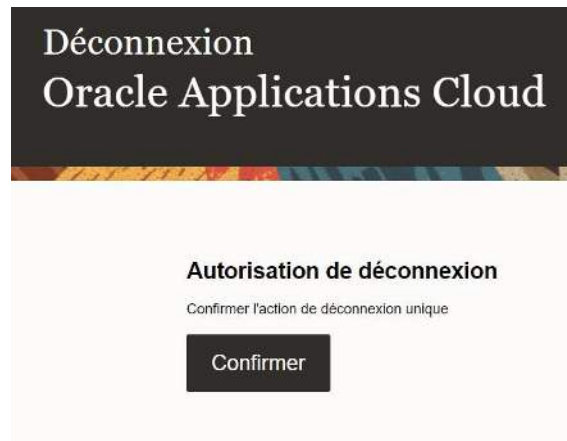 Déconnexion
Oracle Applications Cloud
Autorisation de déconnexion
Confirmer l'action de déconnexion unique
Confirmer